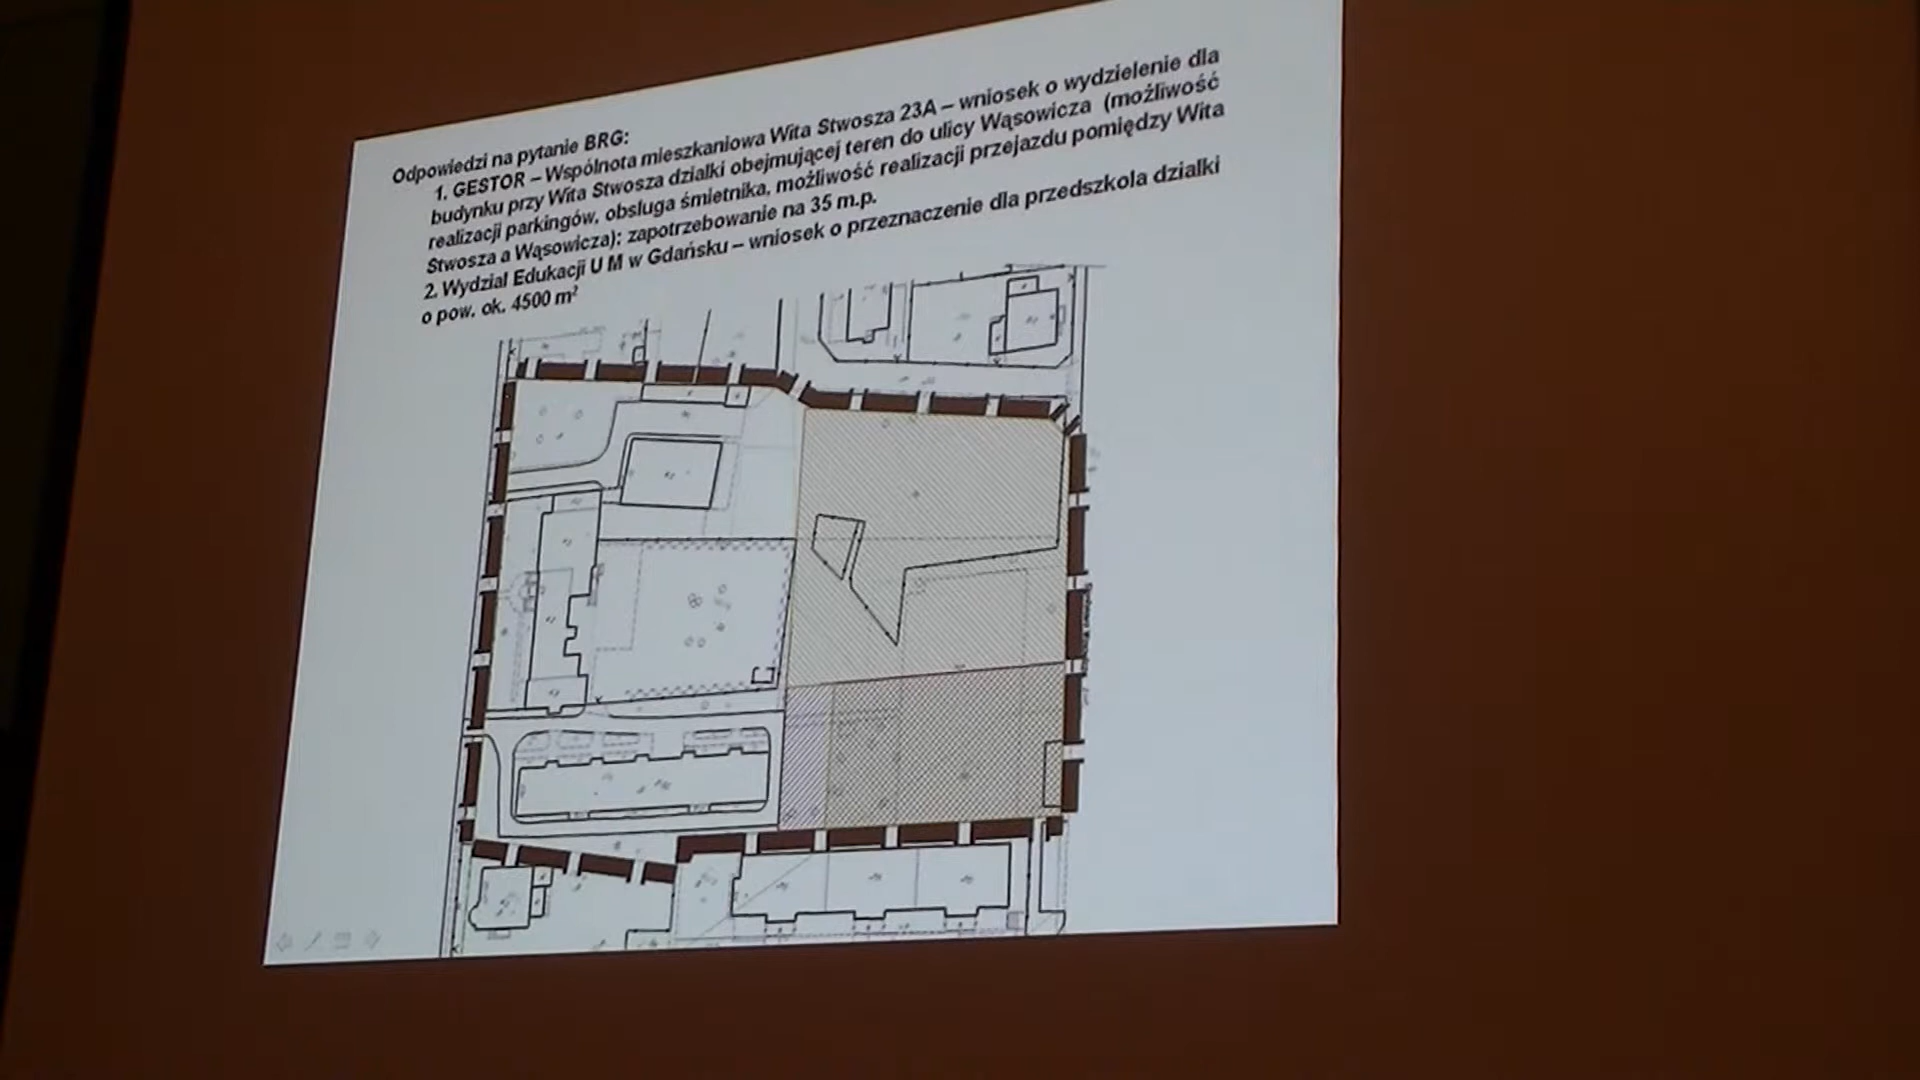 Odpowiedzi na pytanie BRG:
1. GESTOR – Wspólnota mieszkaniowa Wita Stwosza 23A – wniosek o wydzielenie dla
budynku przy Wita Stwosza działki obejmującej teren do ulicy Wąsowicza (możliwość
realizacji parkingów, obsługa śmietnika, możliwość realizacji przejazdu pomiędzy Wita
Stwosza a Wąsowicza); zapotrzebowanie na 35 m.p.
2. Wydział Edukacji U M w Gdańsku – wniosek o przeznaczenie dla przedszkola działki
o pow. ok. 4500 m²